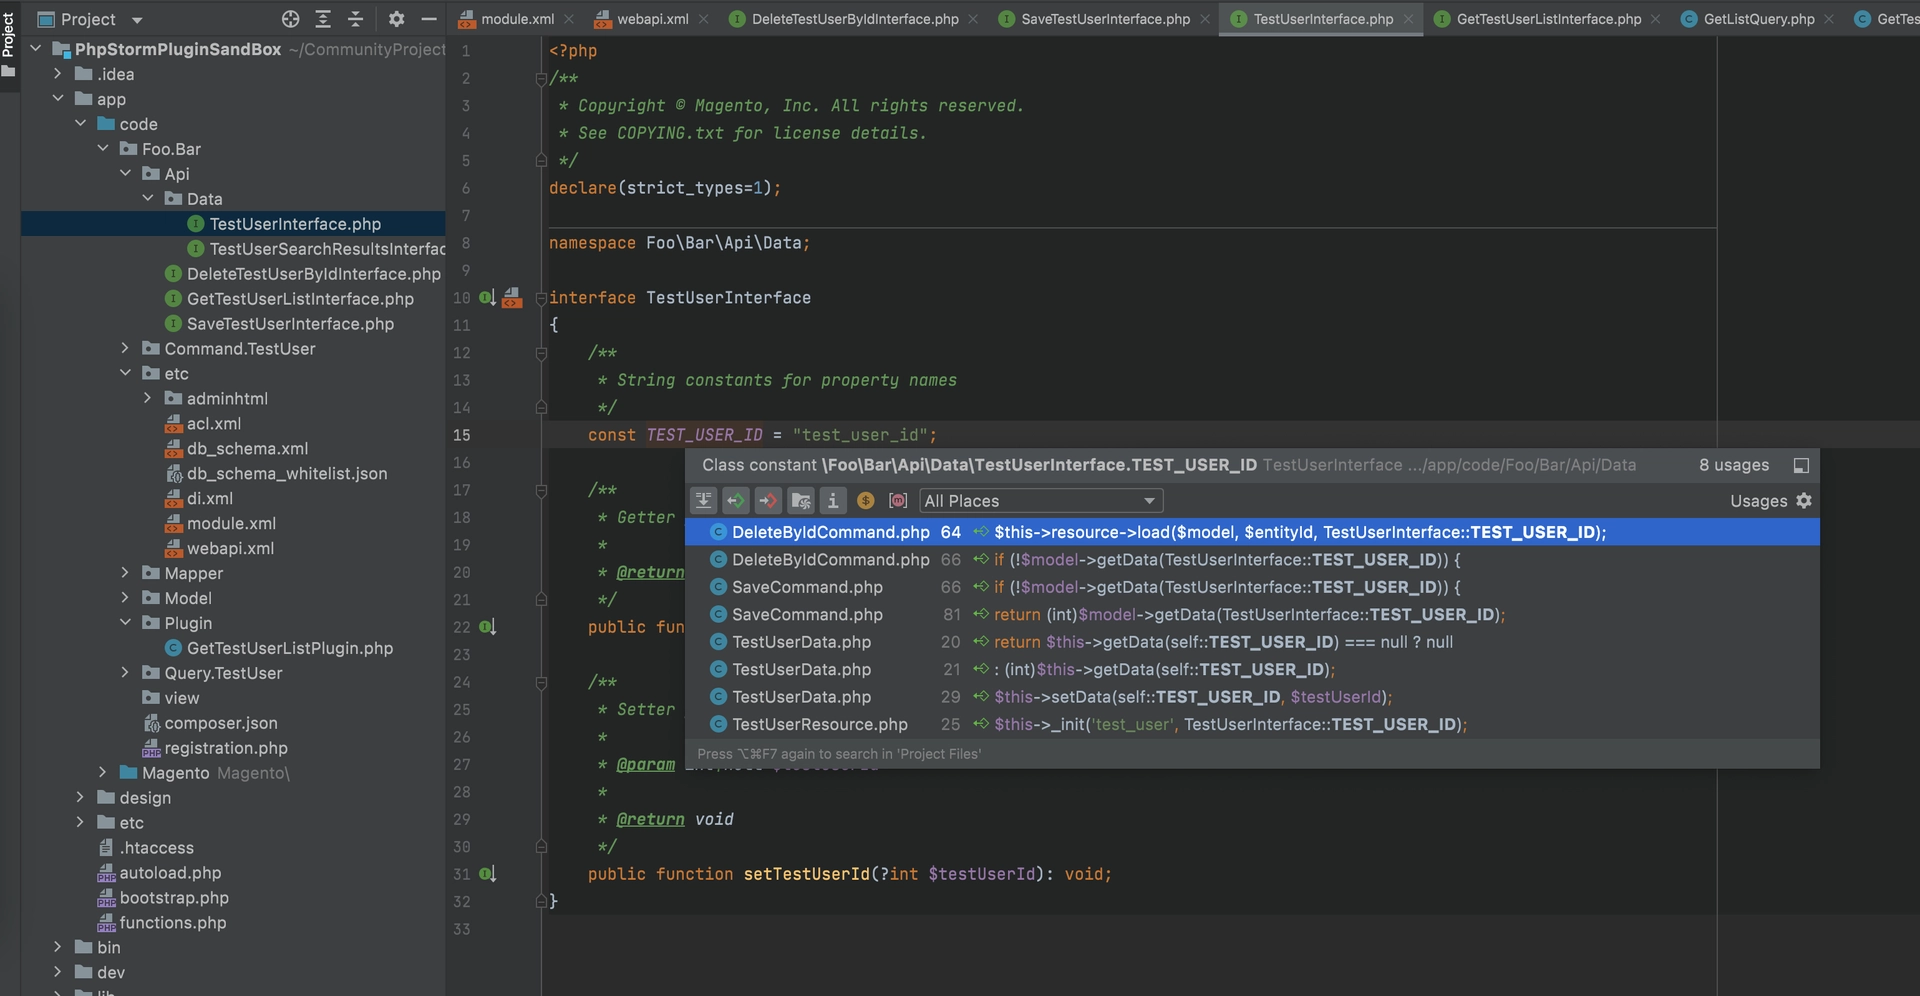 Project
Project
PhpStormPluginSandBox ~/CommunityProject
.idea
app
code
Foo.Bar
Api
Data
TestUserInterface.php
TestUserSearchResultsInterfac
DeleteTestUserByIdInterface.php
GetTestUserListInterface.php
SaveTestUserInterface.php
Command.TestUser
etc
adminhtml
acl.xml
db_schema.xml
db_schema_whitelist.json
di.xml
module.xml
webapi.xml
Mapper
Model
Plugin
GetTestUserListPlugin.php
Query.TestUser
view
composer.json
registration.php
Magento Magento\
design
etc
.htaccess
autoload.php
bootstrap.php
functions.php
bin
dev
lib
module.xml
webapi.xml
DeleteTestUserByIdInterface.php
SaveTestUserInterface.php
TestUserInterface.php
GetTestUserListInterface.php
GetListQuery.php
GetTes
1 <?php
2 /**
3 * Copyright © Magento, Inc. All rights reserved.
4 * See COPYING.txt for license details.
5 */
6 declare(strict_types=1);
7
8 namespace Foo\Bar\Api\Data;
9
10 interface TestUserInterface
11 {
12 /**
13 * String constants for property names
14 */
15 const TEST_USER_ID = "test_user_id";
16
17 /**
18 * Getter
19 *
20 * @return
21 */
22 public fun
23
24 /**
25 * Setter
26 *
27 * @param
28 *
29 * @return void
30 */
31 public function setTestUserId(?int $testUserId): void;
32 }
33
Class constant \Foo\Bar\Api\Data\TestUserInterface.TEST_USER_ID TestUserInterface .../app/code/Foo/Bar/Api/Data 8 usages
All Places
Usages
DeleteByIdCommand.php 64 $this->resource->load($model, $entityId, TestUserInterface::TEST_USER_ID);
DeleteByIdCommand.php 66 if (!$model->getData(TestUserInterface::TEST_USER_ID)) {
SaveCommand.php 66 if (!$model->getData(TestUserInterface::TEST_USER_ID)) {
SaveCommand.php 81 return (int)$model->getData(TestUserInterface::TEST_USER_ID);
TestUserData.php 20 return $this->getData(self::TEST_USER_ID) === null ? null
TestUserData.php 21 : (int)$this->getData(self::TEST_USER_ID);
TestUserData.php 29 $this->setData(self::TEST_USER_ID, $testUserId);
TestUserResource.php 25 $this->_init('test_user', TestUserInterface::TEST_USER_ID);
Press ⌥⌘F7 again to search in 'Project Files'